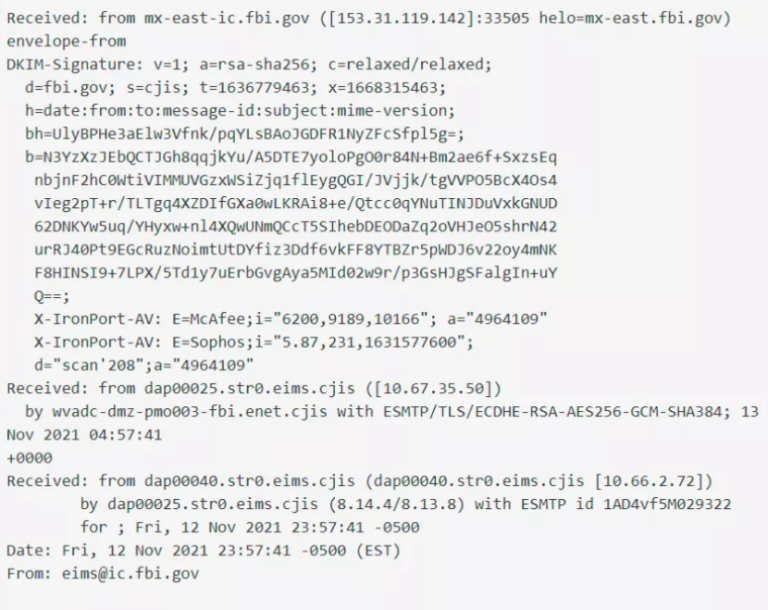 Received: from mx-east-ic.fbi.gov ([153.31.119.142]:33505 helo=mx-east.fbi.gov)
envelope-from
DKIM-Signature: v=1; a=rsa-sha256; c=relaxed/relaxed;
d=fbi.gov; s=cjis; t=1636779463; x=1668315463;
h=date:from:to:message-id:subject:mime-version;
bh=UlyBPHe3aElw3Vfnk/pqYLsBAoJGDFR1NyZFcSfpl5g=;
b=N3YzXzJEbQCTJGh8qqjkYu/A5DTE7yoloPgO0r84N+Bm2ae6f+SxzsEq
nbjnF2hC0WtiVIMMUVGzxWSiZjq1flEygQGI/JVjjk/tgVVPO5BcX4Os4
vIeg2pT+r/TLTgq4XZDIfGXa0wLKRAi8+e/Qtcc0qYNuTINJDuVxkGNUD
62DNKYw5uq/YHyxw+nl4XQwUNmQCcT5SIhebDEODaZq2oVHJeO5shrN42
urRJ40Pt9EGcRuzNoimtUtDYfiz3Ddf6vkFF8YTBZr5pWDJ6v22oy4mNK
F8HINSI9+7LPX/5Td1y7uErbGvgAya5MId02w9r/p3GsHJgSFalgIn+uY
Q==;
X-IronPort-AV: E=McAfee;i="6200,9189,10166"; a="4964109"
X-IronPort-AV: E=Sophos;i="5.87,231,1631577600";
d="scan'208";a="4964109"
Received: from dap00025.str0.eims.cjis ([10.67.35.50])
by wvadc-dmz-pmo003-fbi.enet.cjis with ESMTP/TLS/ECDHE-RSA-AES256-GCM-SHA384; 13
Nov 2021 04:57:41
+0000
Received: from dap00040.str0.eims.cjis (dap00040.str0.eims.cjis [10.66.2.72])
by dap00025.str0.eims.cjis (8.14.4/8.13.8) with ESMTP id 1AD4vf5M029322
for ; Fri, 12 Nov 2021 23:57:41 -0500
Date: Fri, 12 Nov 2021 23:57:41 -0500 (EST)
From: eims@ic.fbi.gov